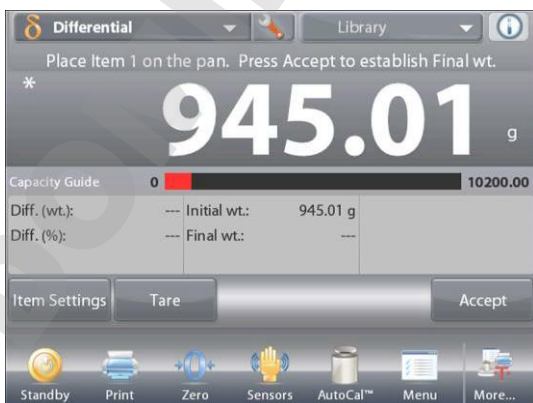 δ Differential Library
Place Item 1 on the pan. Press Accept to establish Final wt.
* 945.01 g
Capacity Guide 0 10200.00
Diff. (wt.): --- Initial wt.: 945.01 g
Diff. (%): --- Final wt.: ---
Item Settings Tare Accept
Standby Print Zero Sensors AutoCal™ Menu More...